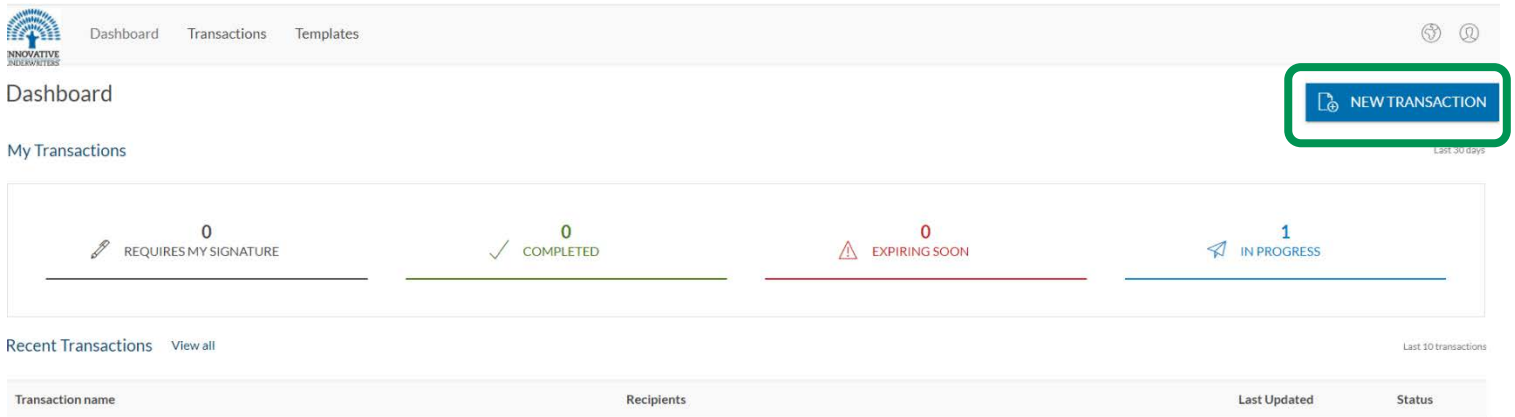 INNOVATIVE
UNDERWRITERS
Dashboard Transactions Templates
Dashboard
NEW TRANSACTION
My Transactions
Last 30 days
0
REQUIRES MY SIGNATURE
0
COMPLETED
0
EXPIRING SOON
1
IN PROGRESS
Recent Transactions View all
Last 10 transactions
Transaction name Recipients Last Updated Status